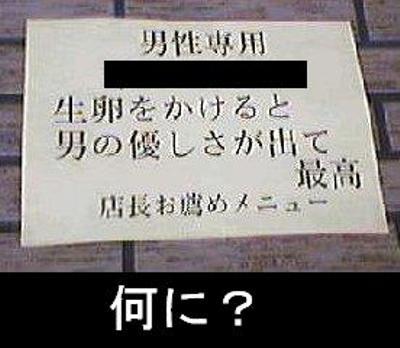 男性専用
生卵をかけると
男の優しさが出て
最高
店長お薦めメニュー
何に？